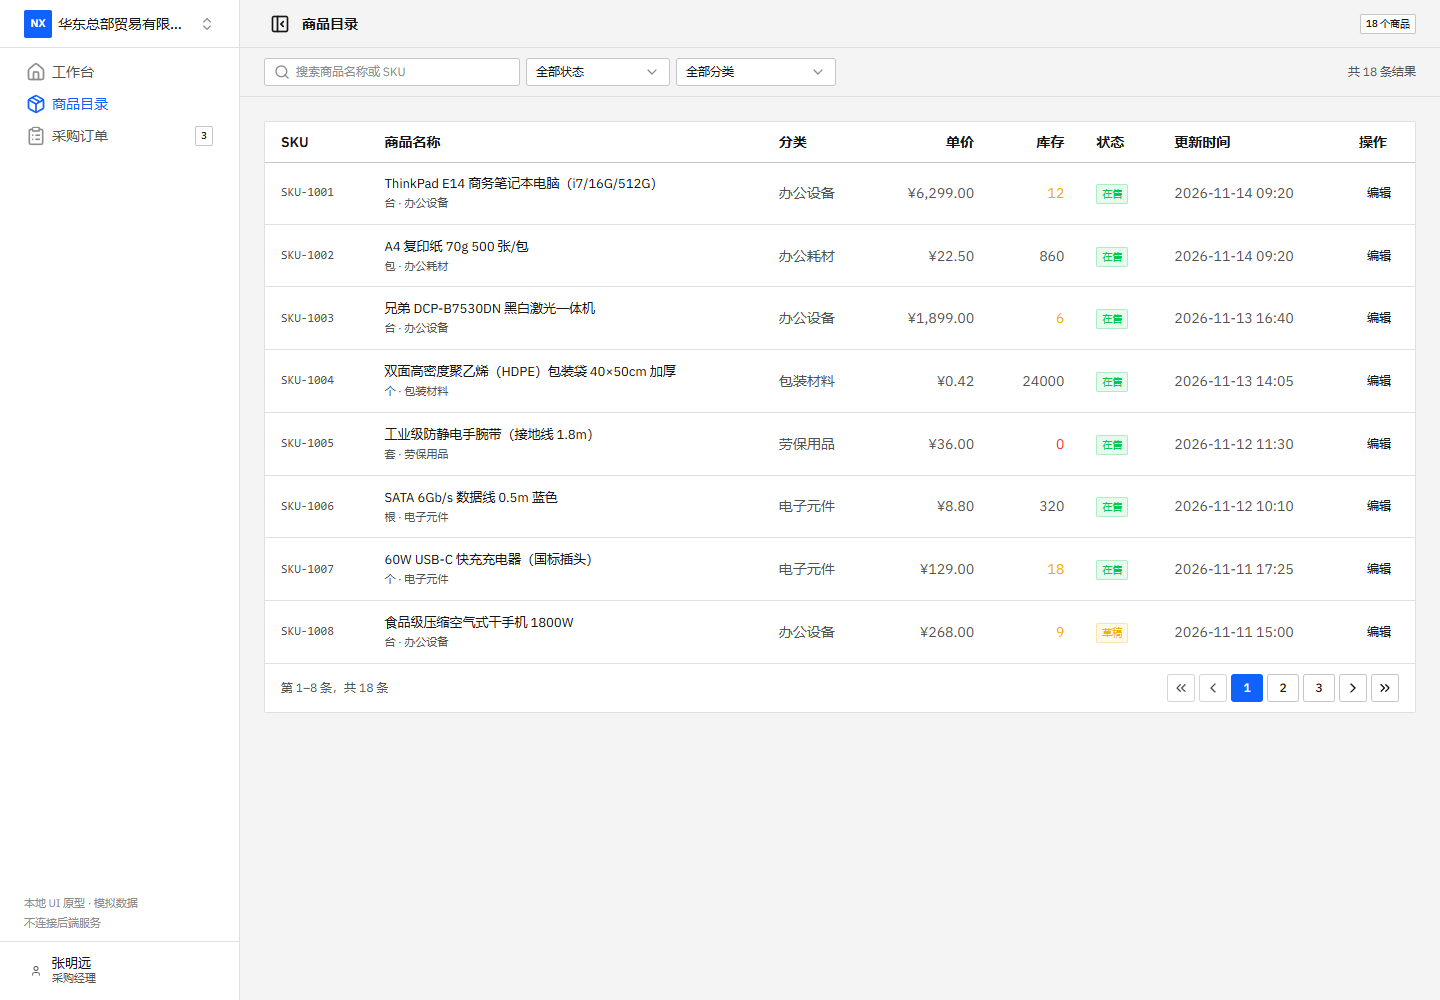 NX 华东总部贸易有限...
工作台
商品目录
采购订单 3
本地 UI 原型 · 模拟数据
不连接后端服务
张明远
采购经理
商品目录 18 个商品
搜索商品名称或 SKU 全部状态 全部分类 共 18 条结果
SKU 商品名称 分类 单价 库存 状态 更新时间 操作
SKU-1001 ThinkPad E14 商务笔记本电脑（i7/16G/512G） 办公设备 ¥6,299.00 12 在售 2026-11-14 09:20 编辑
台 · 办公设备
SKU-1002 A4 复印纸 70g 500 张/包 办公耗材 ¥22.50 860 在售 2026-11-14 09:20 编辑
包 · 办公耗材
SKU-1003 兄弟 DCP-B7530DN 黑白激光一体机 办公设备 ¥1,899.00 6 在售 2026-11-13 16:40 编辑
台 · 办公设备
SKU-1004 双面高密度聚乙烯（HDPE）包装袋 40×50cm 加厚 包装材料 ¥0.42 24000 在售 2026-11-13 14:05 编辑
个 · 包装材料
SKU-1005 工业级防静电手腕带（接地线 1.8m） 劳保用品 ¥36.00 0 在售 2026-11-12 11:30 编辑
套 · 劳保用品
SKU-1006 SATA 6Gb/s 数据线 0.5m 蓝色 电子元件 ¥8.80 320 在售 2026-11-12 10:10 编辑
根 · 电子元件
SKU-1007 60W USB-C 快充充电器（国标插头） 电子元件 ¥129.00 18 在售 2026-11-11 17:25 编辑
个 · 电子元件
SKU-1008 食品级压缩空气式干手机 1800W 办公设备 ¥268.00 9 草稿 2026-11-11 15:00 编辑
台 · 办公设备
第 1–8 条，共 18 条 1 2 3